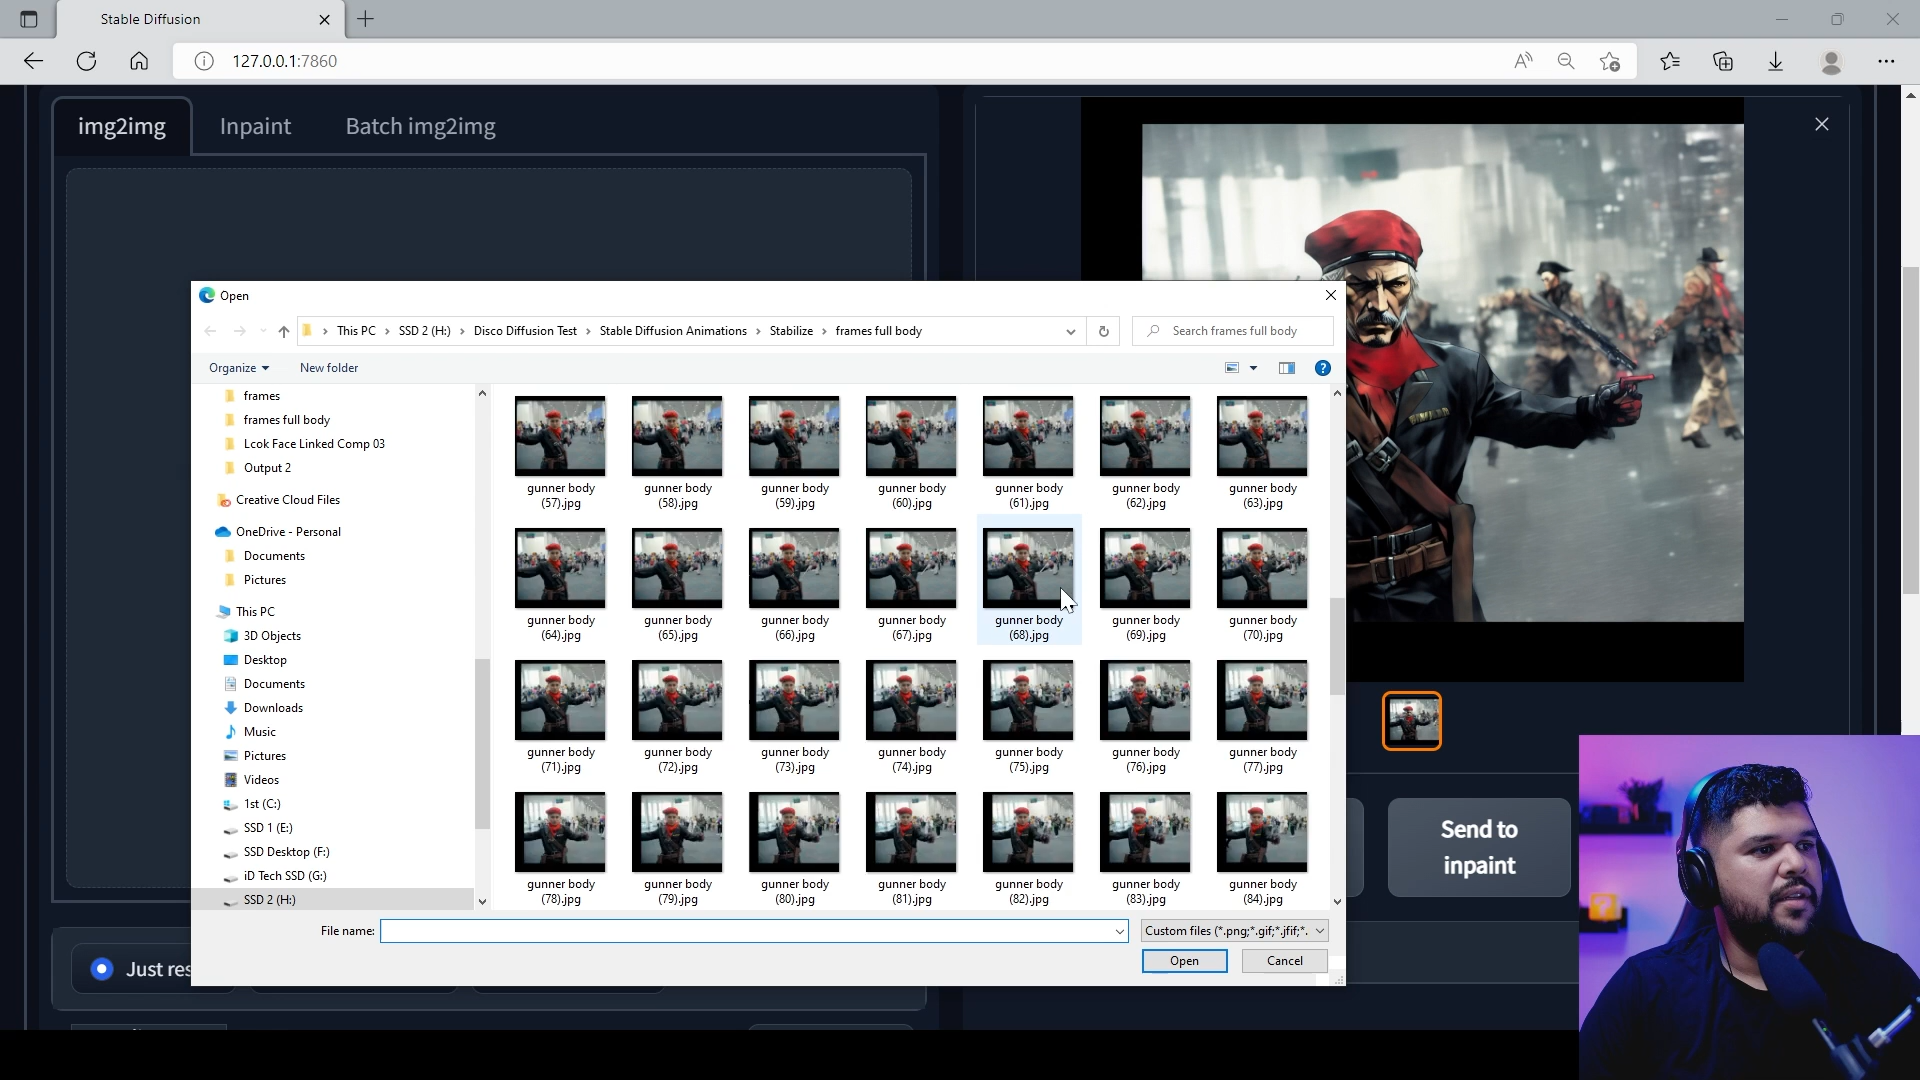 Stable Diffusion
127.0.0.1:7860
img2img
Inpaint
Batch img2img
Open
This PC
SSD 2 (H:)
Disco Diffusion Test
Stable Diffusion Animations
Stabilize
frames full body
Search frames full body
Organize
New folder
frames
frames full body
Lcok Face Linked Comp 03
Output 2
Creative Cloud Files
OneDrive - Personal
Documents
Pictures
This PC
3D Objects
Desktop
Documents
Downloads
Music
Pictures
Videos
1st (C:)
SSD 1 (E:)
SSD Desktop (F:)
iD Tech SSD (G:)
SSD 2 (H:)
gunner body
(57).jpg
gunner body
(58).jpg
gunner body
(59).jpg
gunner body
(60).jpg
gunner body
(61).jpg
gunner body
(62).jpg
gunner body
(63).jpg
gunner body
(64).jpg
gunner body
(65).jpg
gunner body
(66).jpg
gunner body
(67).jpg
gunner body
(68).jpg
gunner body
(69).jpg
gunner body
(70).jpg
gunner body
(71).jpg
gunner body
(72).jpg
gunner body
(73).jpg
gunner body
(74).jpg
gunner body
(75).jpg
gunner body
(76).jpg
gunner body
(77).jpg
gunner body
(78).jpg
gunner body
(79).jpg
gunner body
(80).jpg
gunner body
(81).jpg
gunner body
(82).jpg
gunner body
(83).jpg
gunner body
(84).jpg
File name:
Custom files (*.png;*.gif;*.jfif;*.
Open
Cancel
Send to
inpaint
Just res